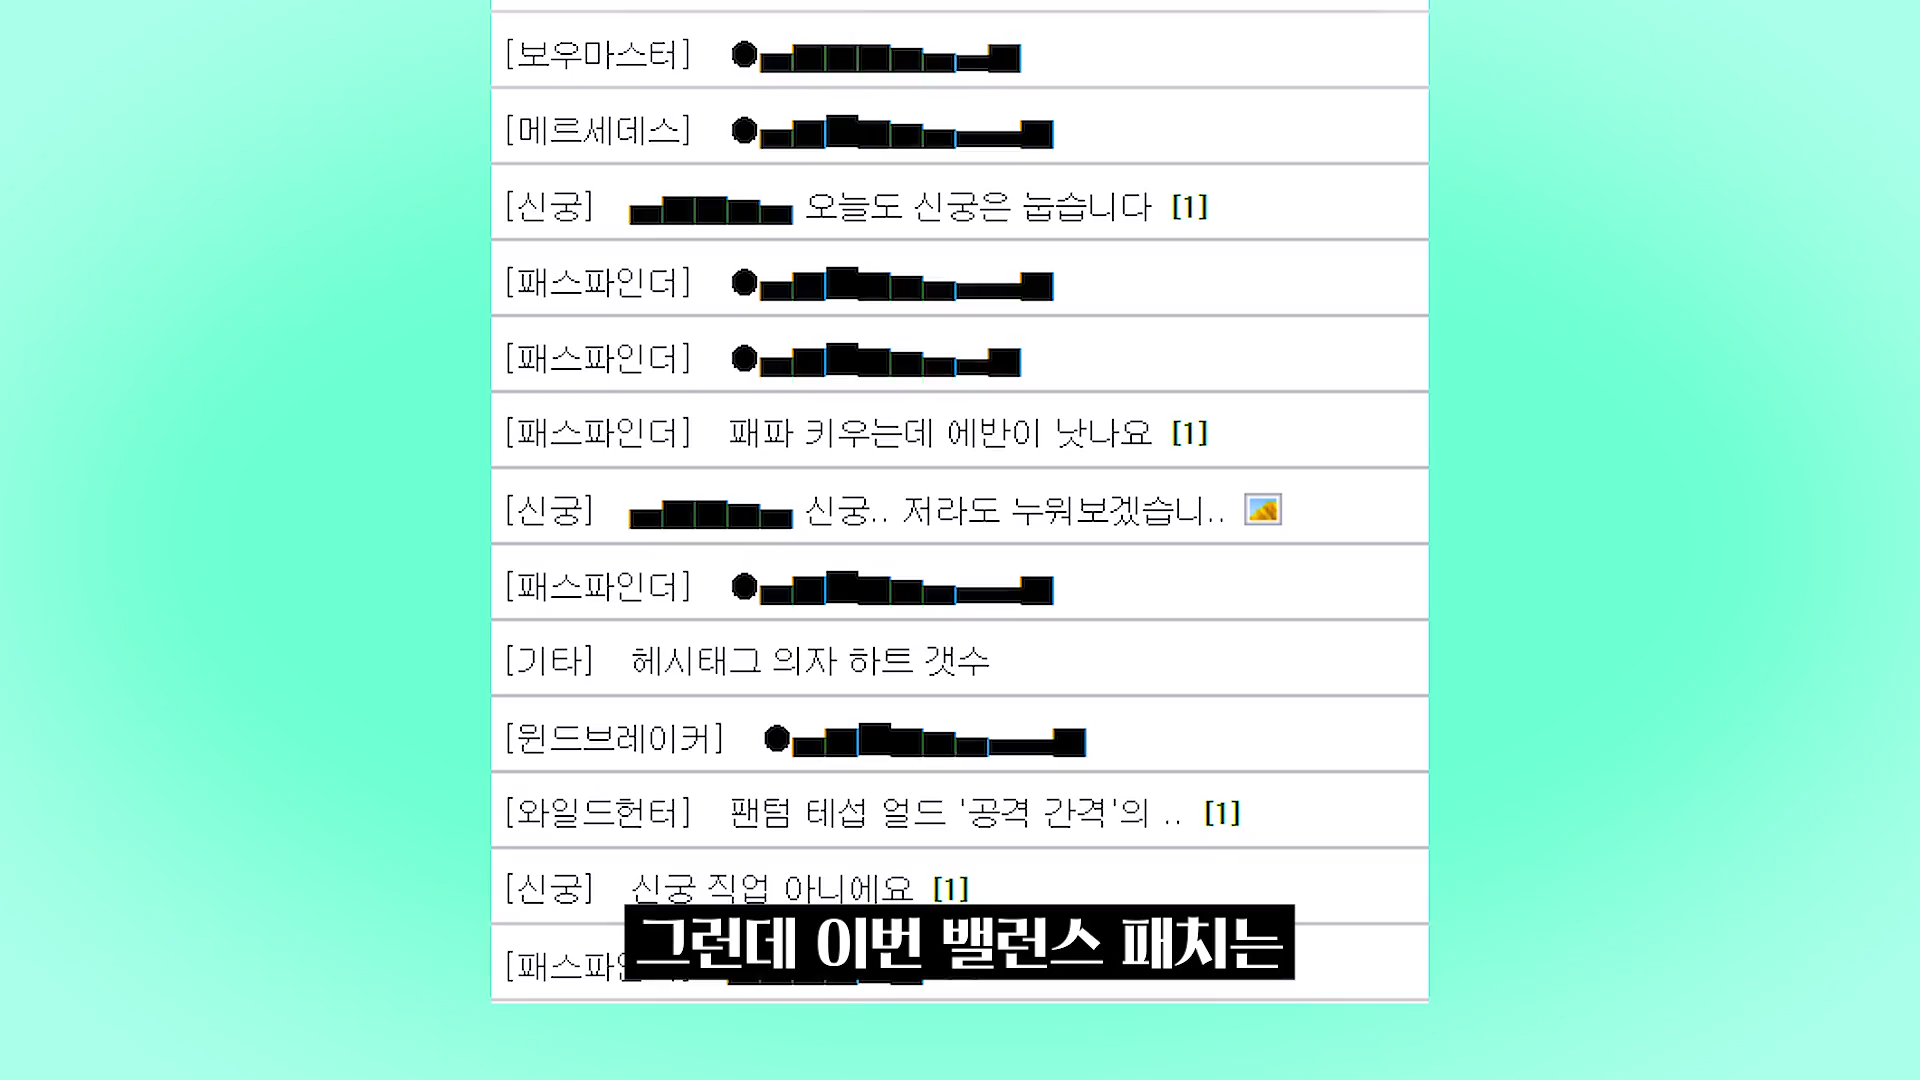 [보우마스터] ●▃▆▆▆▅▃▂▆
[메르세데스] ●▃▅▇▆▅▃▂▂▅
[신궁] ▃▅▅▄▃ 오늘도 신궁은 눕습니다 [1]
[패스파인더] ●▃▅▇▆▅▃▂▂▅
[패스파인더] ●▃▅▇▆▅▃▂▅
[패스파인더] 패파 키우는데 에반이 낫나요 [1]
[신궁] ▃▅▅▄▃ 신궁.. 저라도 누워보겠습니..
[패스파인더] ●▃▅▇▆▅▃▂▂▅
[기타] 헤시태그 의자 하트 갯수
[윈드브레이커] ●▃▅▇▆▅▃▂▂▅
[와일드헌터] 팬텀 테섭 얼드 '공격 간격'의 .. [1]
[신궁] 신궁 직업 아니에요 [1]
[패스파
그런데 이번 밸런스 패치는